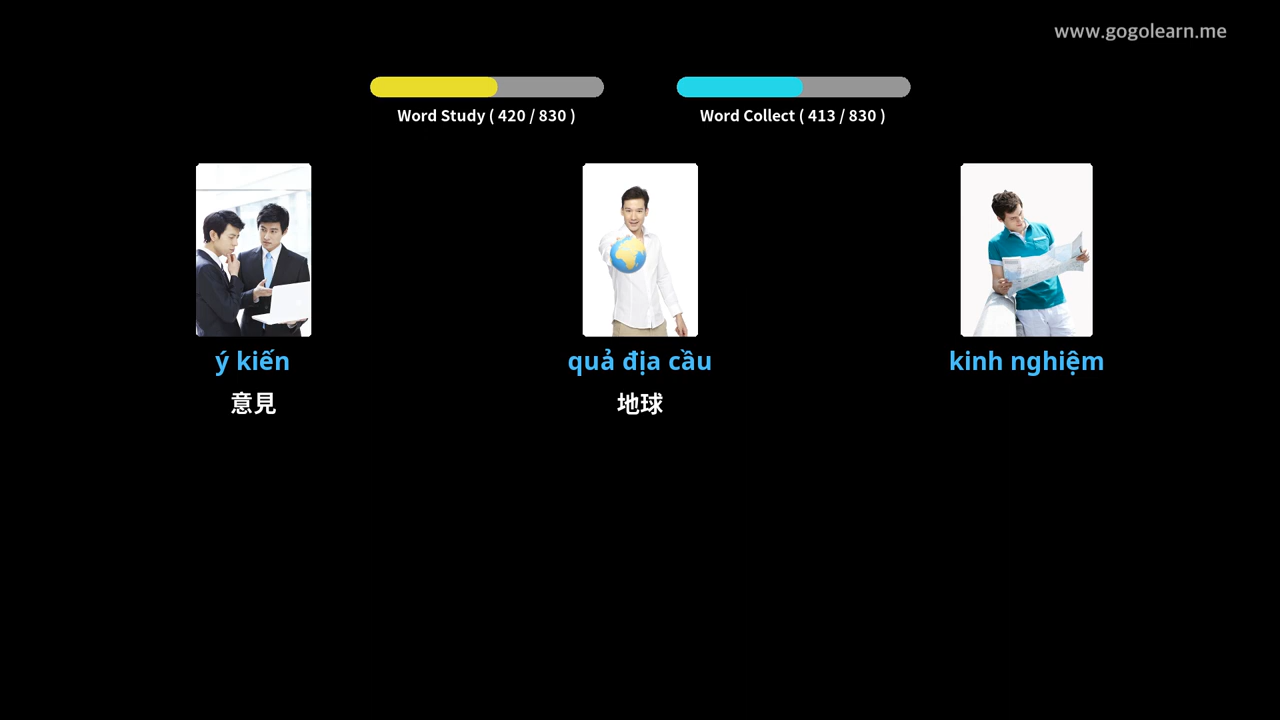 www.gogolearn.me
Word Study ( 420 / 830 )
Word Collect ( 413 / 830 )
ý kiến
quả địa cầu
kinh nghiệm
意見
地球